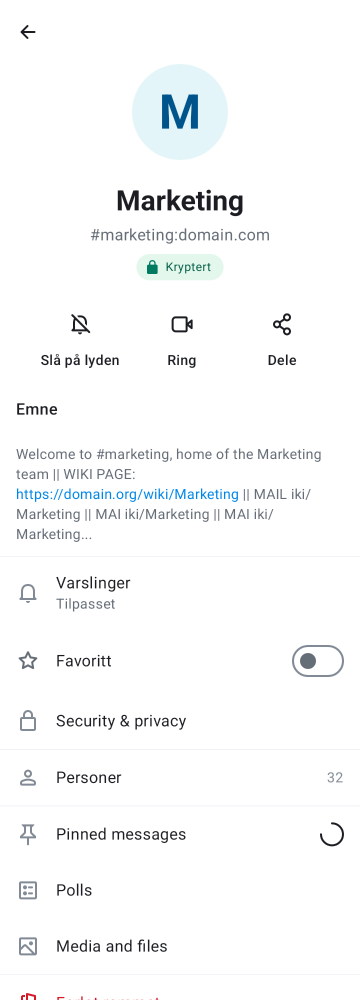 M
Marketing
#marketing:domain.com
Kryptert
Slå på lyden
Ring
Dele
Emne
Welcome to #marketing, home of the Marketing
team || WIKI PAGE:
https://domain.org/wiki/Marketing || MAIL iki/
Marketing || MAI iki/Marketing || MAI iki/
Marketing...
Varslinger
Tilpasset
Favoritt
Security & privacy
Personer
32
Pinned messages
Polls
Media and files